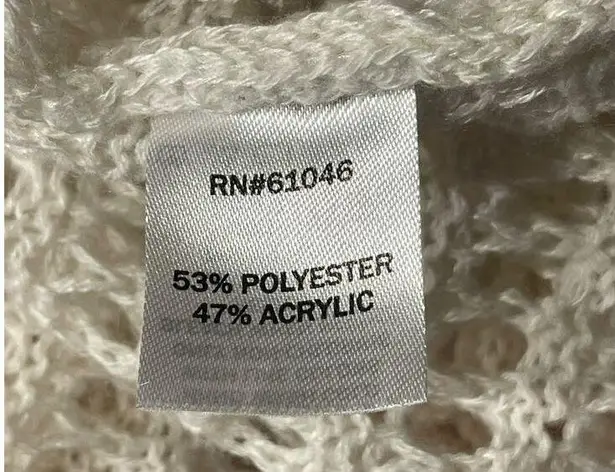 RN#61046
53% POLYESTER
47% ACRYLIC